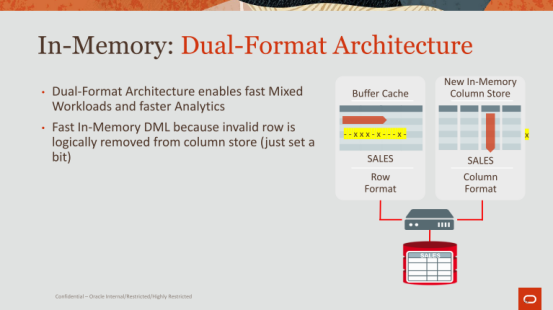 In-Memory: Dual-Format Architecture
• Dual-Format Architecture enables fast Mixed
Workloads and faster Analytics
• Fast In-Memory DML because invalid row is
logically removed from column store (just set a
bit)
Buffer Cache
--xxx-x---x-
SALES
Row
Format
New In-Memory
Column Store
x
SALES
Column
Format
SALES
Confidential – Oracle Internal/Restricted/Highly Restricted